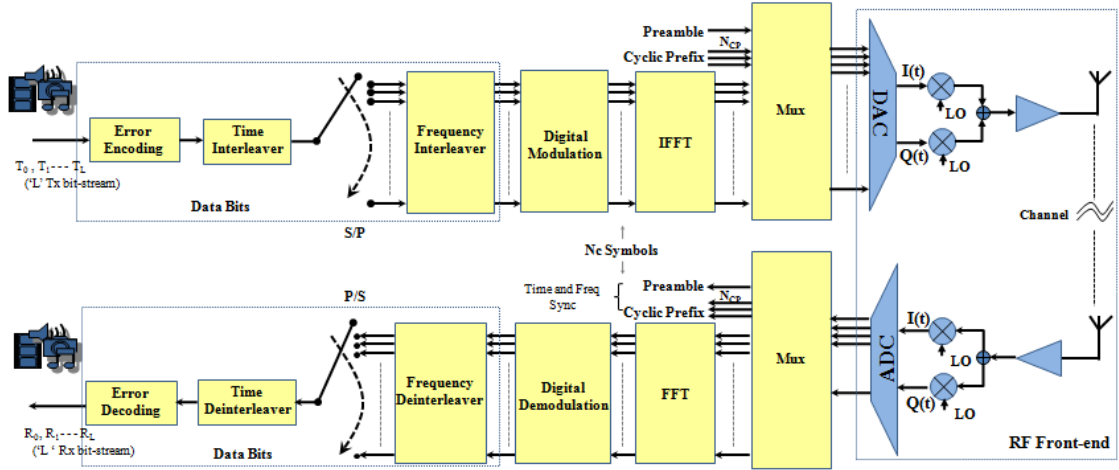 Preamble
N_CP
Cyclic Prefix
Error
Encoding
Time
Interleaver
Frequency
Interleaver
Digital
Modulation
IFFT
Mux
DAC
I(t)
LO
Q(t)
LO
T_0 , T_1 --- T_L
('L' Tx bit-stream)
Data Bits
S/P
Channel
Nc Symbols
Time and Freq
Sync
Preamble
N_CP
Cyclic Prefix
P/S
Error
Decoding
Time
Deinterleaver
Frequency
Deinterleaver
Digital
Demodulation
FFT
Mux
ADC
I(t)
LO
Q(t)
LO
R_0, R_1 --- R_L
('L ' Rx bit-stream)
Data Bits
RF Front-end